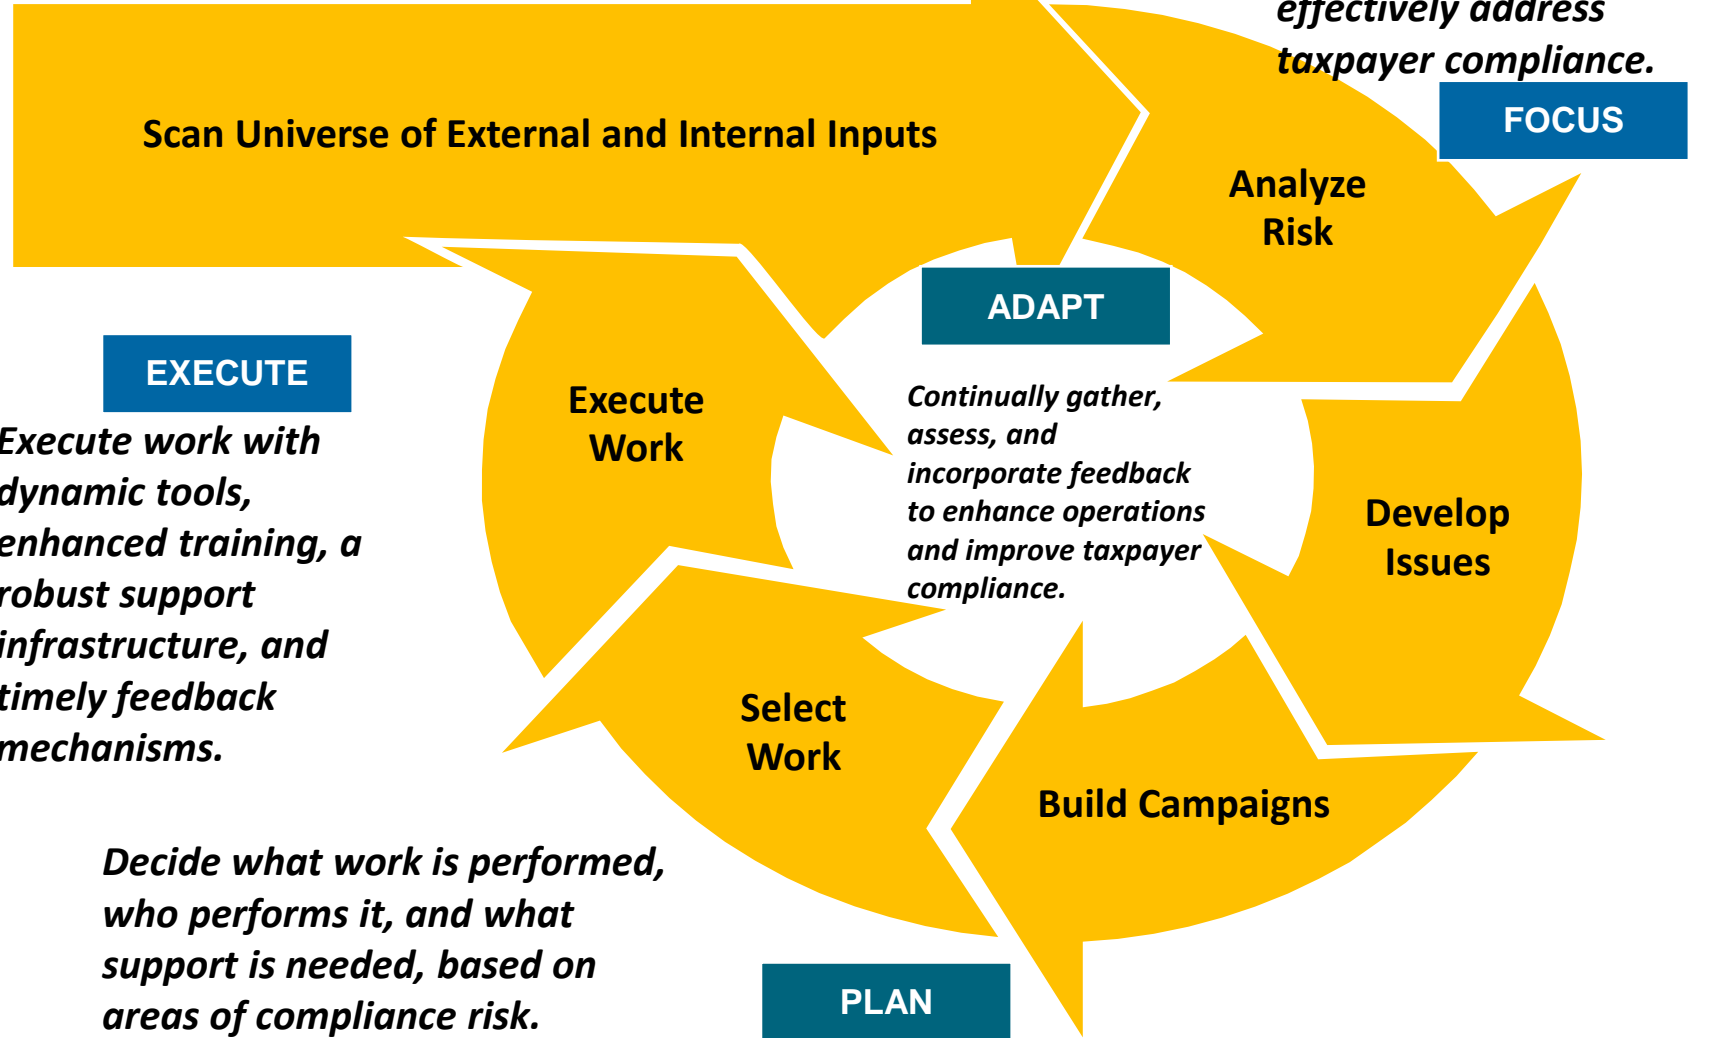 effectively address
taxpayer compliance.
FOCUS
Scan Universe of External and Internal Inputs
Analyze
Risk
ADAPT
Continually gather,
assess, and
incorporate feedback
to enhance operations
and improve taxpayer
compliance.
EXECUTE
Execute work with
dynamic tools,
enhanced training, a
robust support
infrastructure, and
timely feedback
mechanisms.
Execute
Work
Develop
Issues
Select
Work
Build Campaigns
Decide what work is performed,
who performs it, and what
support is needed, based on
areas of compliance risk.
PLAN